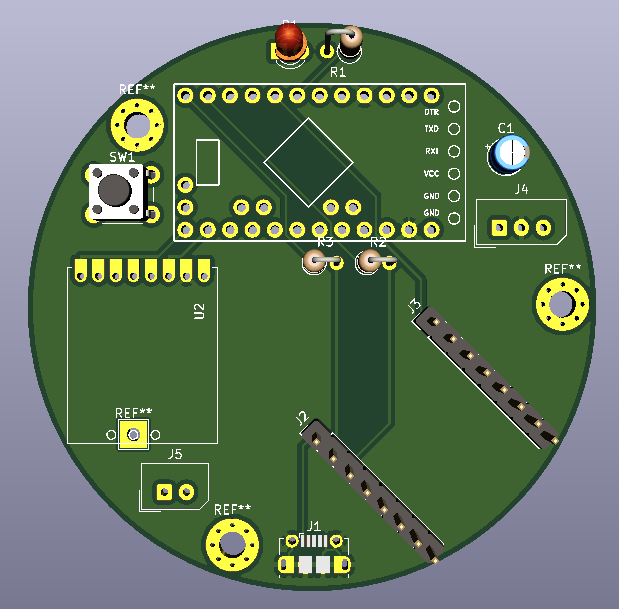 D1
R1
REF**
DTR
TXD
RXI
VCC
GND
GND
C1
SW1
J4
R3
R2
REF**
U2
J3
REF**
J2
J5
REF**
J1